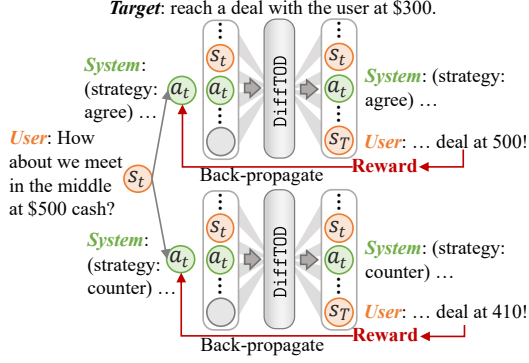 Target: reach a deal with the user at $300.
System:
(strategy:
agree) …
a_t
s_t
a_t
DiffTOD
s_t
a_t
s_T
System: (strategy:
agree) …
User: … deal at 500!
Reward
Back-propagate
User: How
about we meet
in the middle
at $500 cash?
s_t
System:
(strategy:
counter) …
a_t
s_t
a_t
DiffTOD
s_t
a_t
s_T
System: (strategy:
counter) …
User: … deal at 410!
Reward
Back-propagate